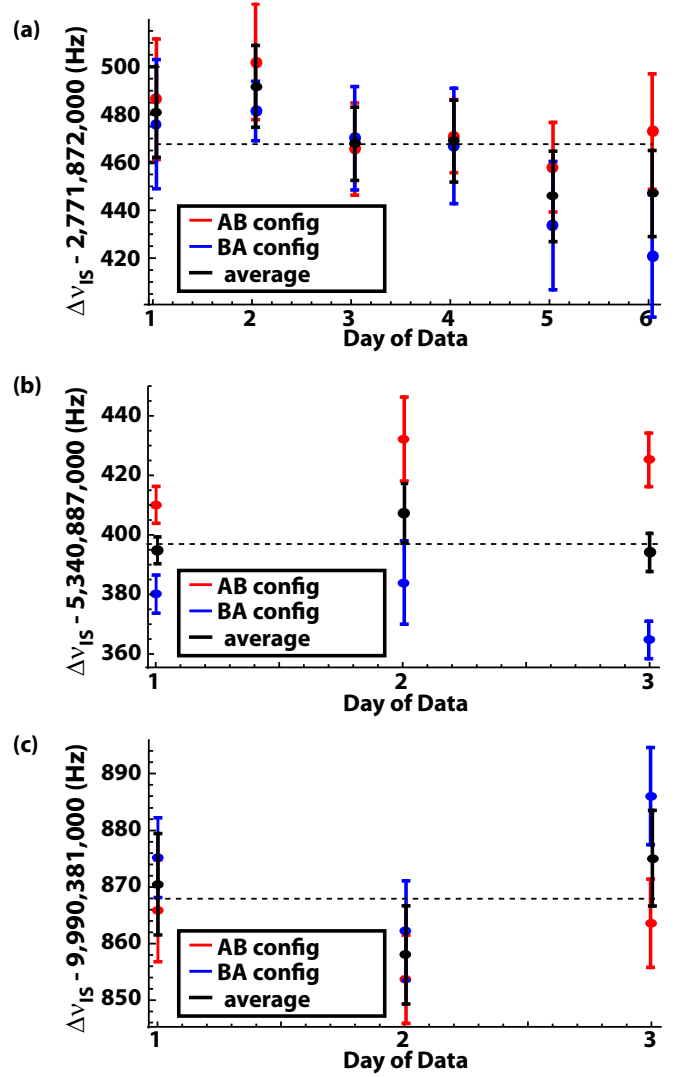 (a)
Δν_IS - 2,771,872,000 (Hz)
500
480
460
440
420
AB config
BA config
average
1
2
3
4
5
6
Day of Data
(b)
Δν_IS - 5,340,887,000 (Hz)
440
420
400
380
360
AB config
BA config
average
1
2
3
Day of Data
(c)
Δν_IS - 9,990,381,000 (Hz)
890
880
870
860
850
AB config
BA config
average
1
2
3
Day of Data